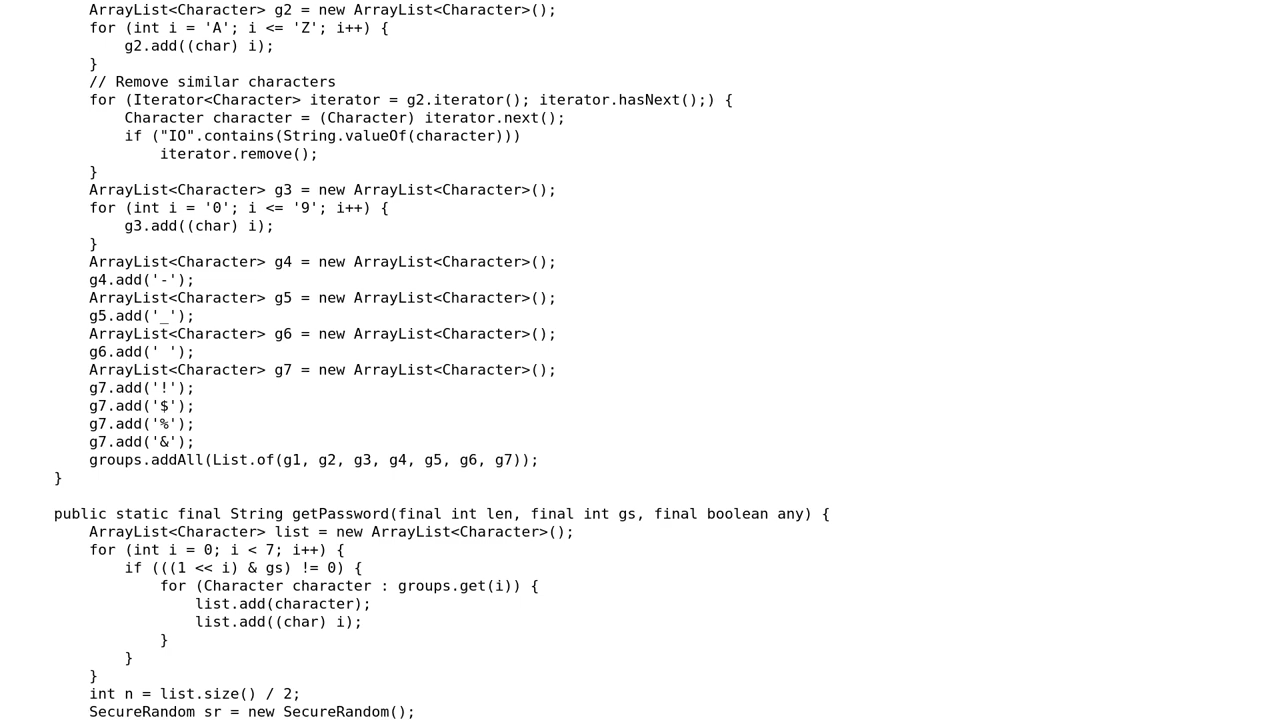 ArrayList<Character> g2 = new ArrayList<Character>();
        for (int i = 'A'; i <= 'Z'; i++) {
            g2.add((char) i);
        }
        // Remove similar characters
        for (Iterator<Character> iterator = g2.iterator(); iterator.hasNext();) {
            Character character = (Character) iterator.next();
            if ("IO".contains(String.valueOf(character)))
                iterator.remove();
        }
        ArrayList<Character> g3 = new ArrayList<Character>();
        for (int i = '0'; i <= '9'; i++) {
            g3.add((char) i);
        }
        ArrayList<Character> g4 = new ArrayList<Character>();
        g4.add('-');
        ArrayList<Character> g5 = new ArrayList<Character>();
        g5.add('_');
        ArrayList<Character> g6 = new ArrayList<Character>();
        g6.add(' ');
        ArrayList<Character> g7 = new ArrayList<Character>();
        g7.add('!');
        g7.add('$');
        g7.add('%');
        g7.add('&');
        groups.addAll(List.of(g1, g2, g3, g4, g5, g6, g7));
    }

    public static final String getPassword(final int len, final int gs, final boolean any) {
        ArrayList<Character> list = new ArrayList<Character>();
        for (int i = 0; i < 7; i++) {
            if (((1 << i) & gs) != 0) {
                for (Character character : groups.get(i)) {
                    list.add(character);
                    list.add((char) i);
                }
            }
        }
        int n = list.size() / 2;
        SecureRandom sr = new SecureRandom();